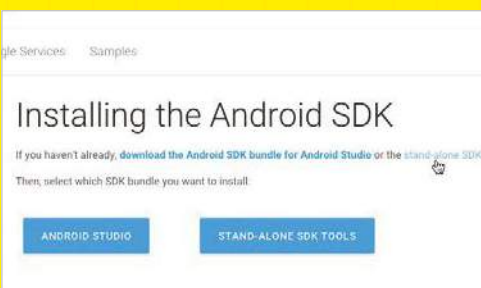 gle Services Samples
Installing the Android SDK
If you haven't already, download the Android SDK bundle for Android Studio or the stand-alone SDK
Then, select which SDK bundle you want to install:
ANDROID STUDIO STAND-ALONE SDK TOOLS